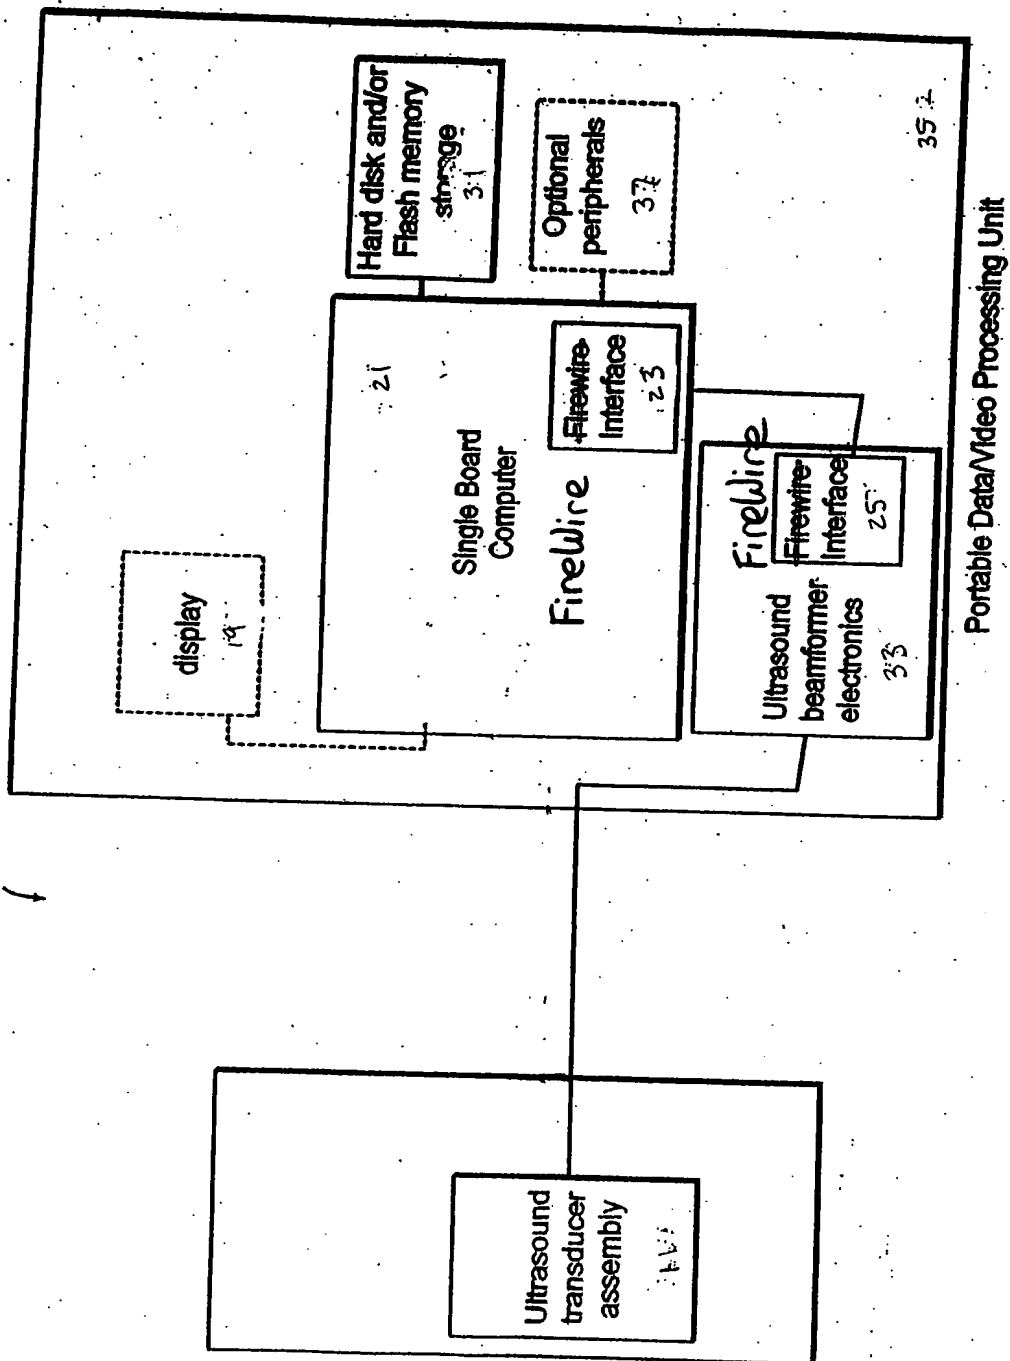 display
19
Hard disk and/or
Flash memory
storage
31
21
Single Board
Computer
FireWire
Firewire
Interface
23
Optional
peripherals
37
Ultrasound
beamformer
electronics
33
FireWire
Firewire
Interface
25
352
Portable Data/Video Processing Unit
Ultrasound
transducer
assembly